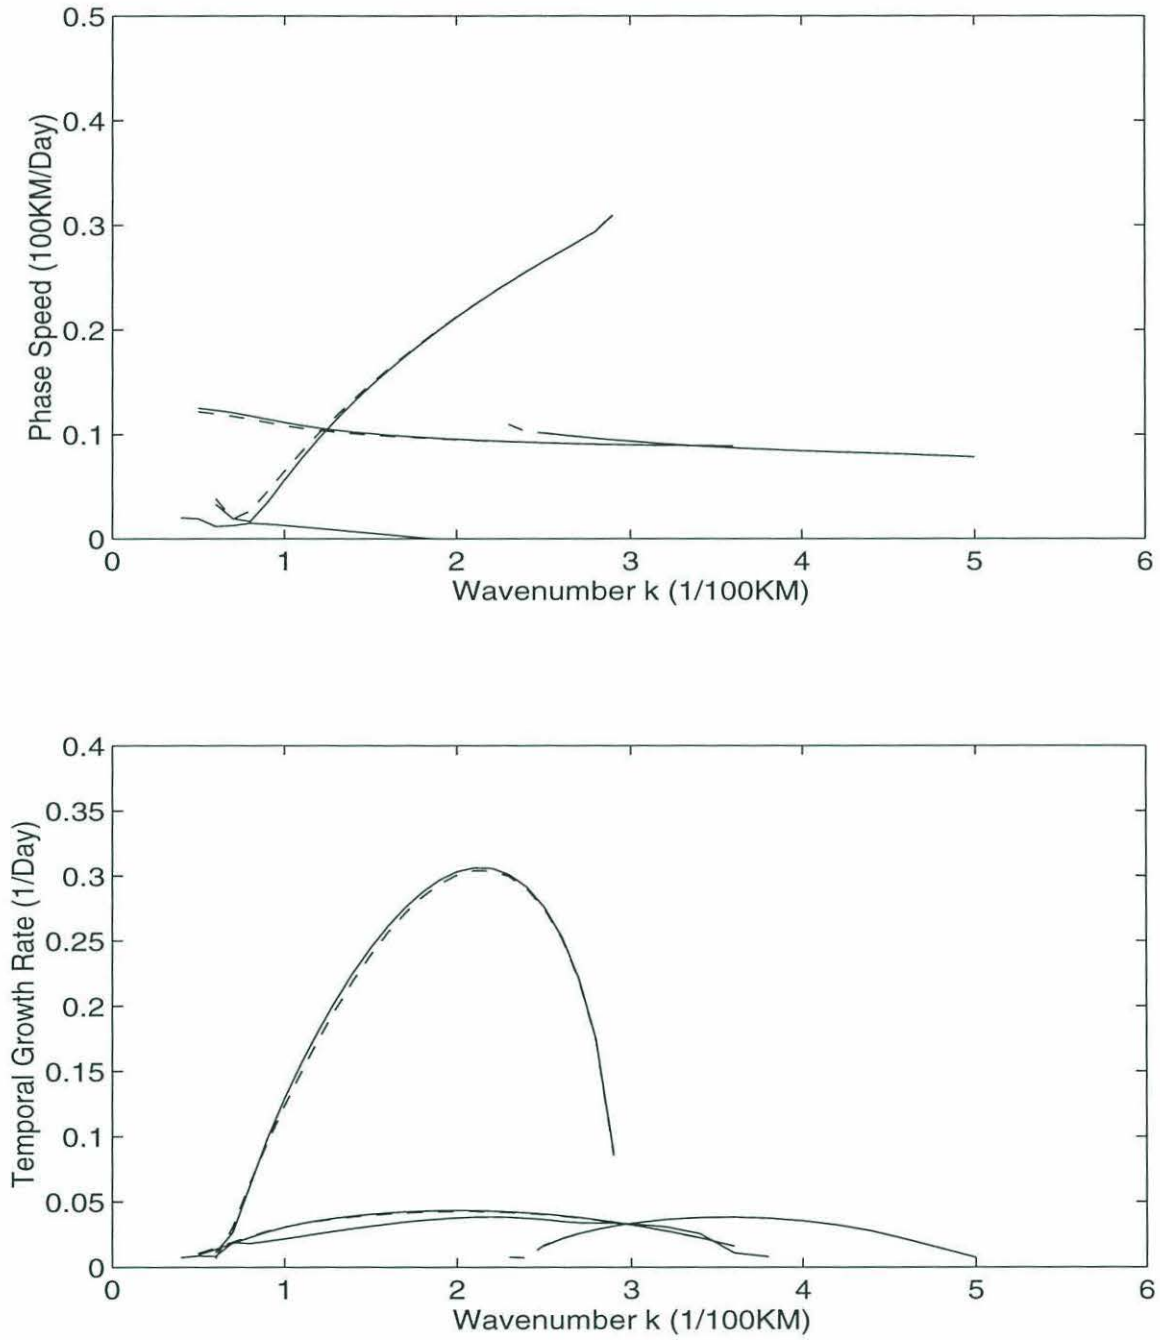 0.5
0.4
0.3
0.2
0.1
0
Phase Speed (100KM/Day)
0 1 2 3 4 5 6
Wavenumber k (1/100KM)
0.4
0.35
0.3
0.25
0.2
0.15
0.1
0.05
0
Temporal Growth Rate (1/Day)
0 1 2 3 4 5 6
Wavenumber k (1/100KM)